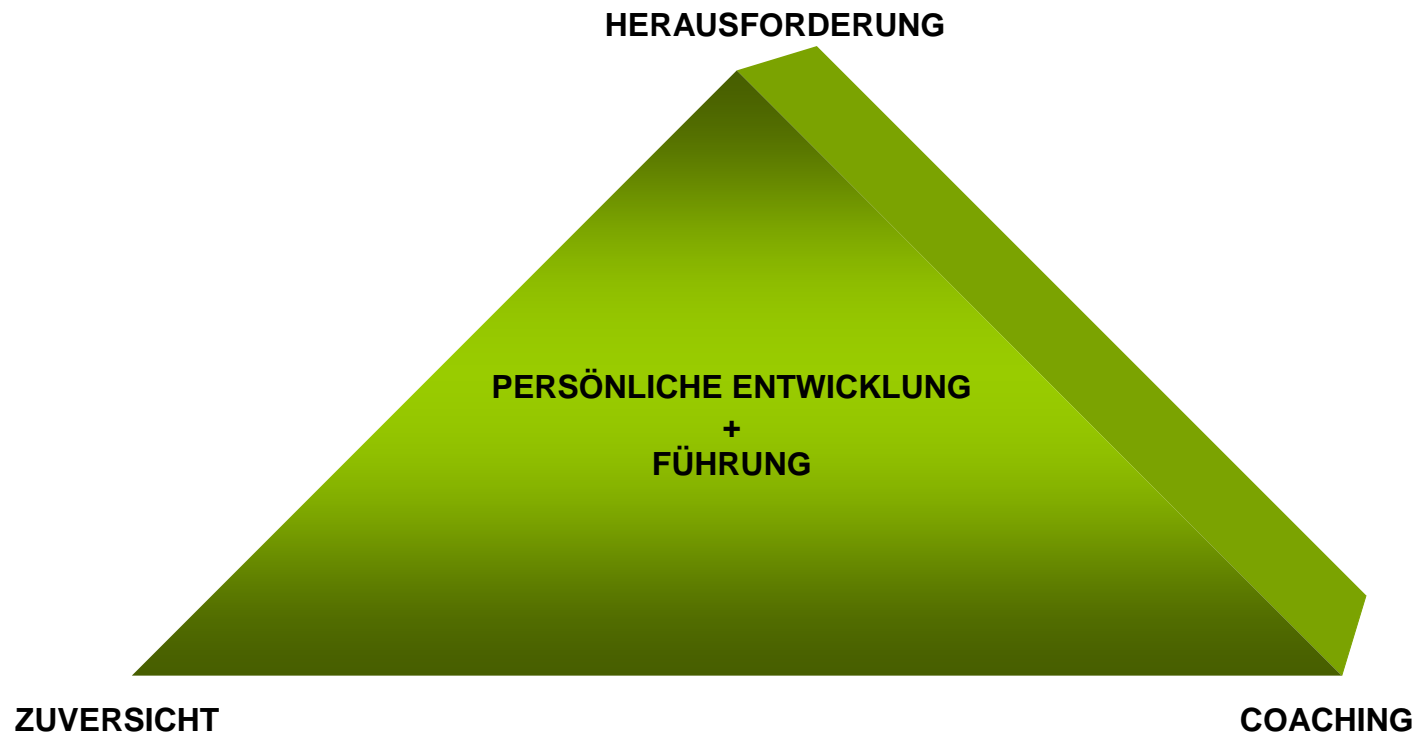 HERAUSFORDERUNG
PERSÖNLICHE ENTWICKLUNG
+
FÜHRUNG
ZUVERSICHT
COACHING